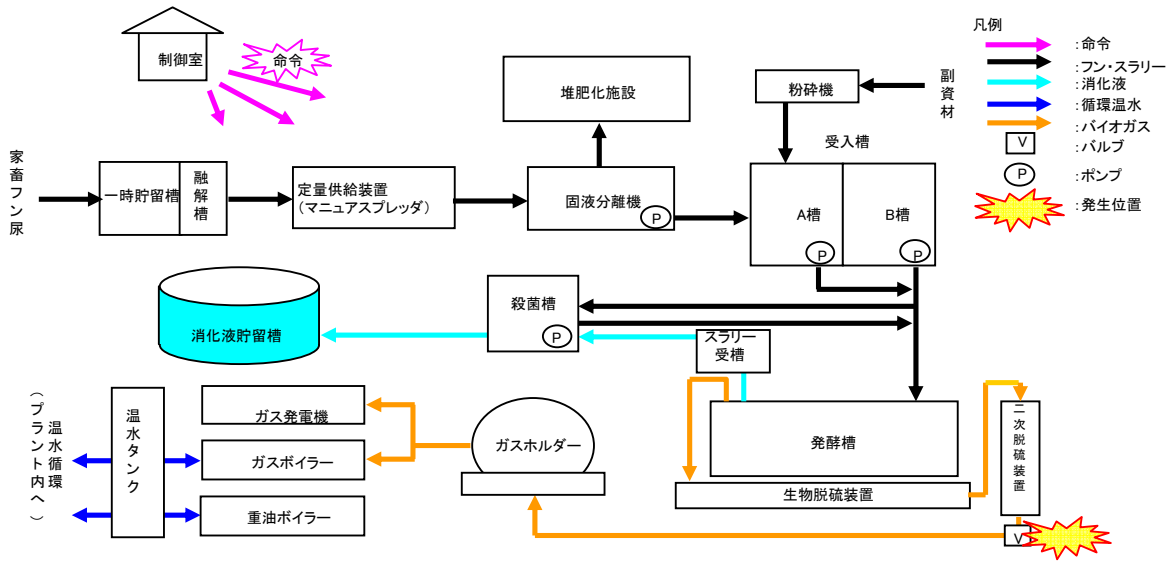 制御室
命令
凡例
:命令
:フン・スラリー
:消化液
:循環温水
:バイオガス
V
:バルブ
P
:ポンプ
:発生位置
堆肥化施設
粉砕機
副資材
受入槽
家畜フン尿
一時貯留槽
融解槽
定量供給装置
(マニュアスプレッダ)
固液分離機
P
A槽
P
B槽
P
消化液貯留槽
殺菌槽
P
スラリー
受槽
温水循環
(プラント内へ)
温水タンク
ガス発電機
ガスボイラー
重油ボイラー
ガスホルダー
発酵槽
生物脱硫装置
二次脱硫装置
V